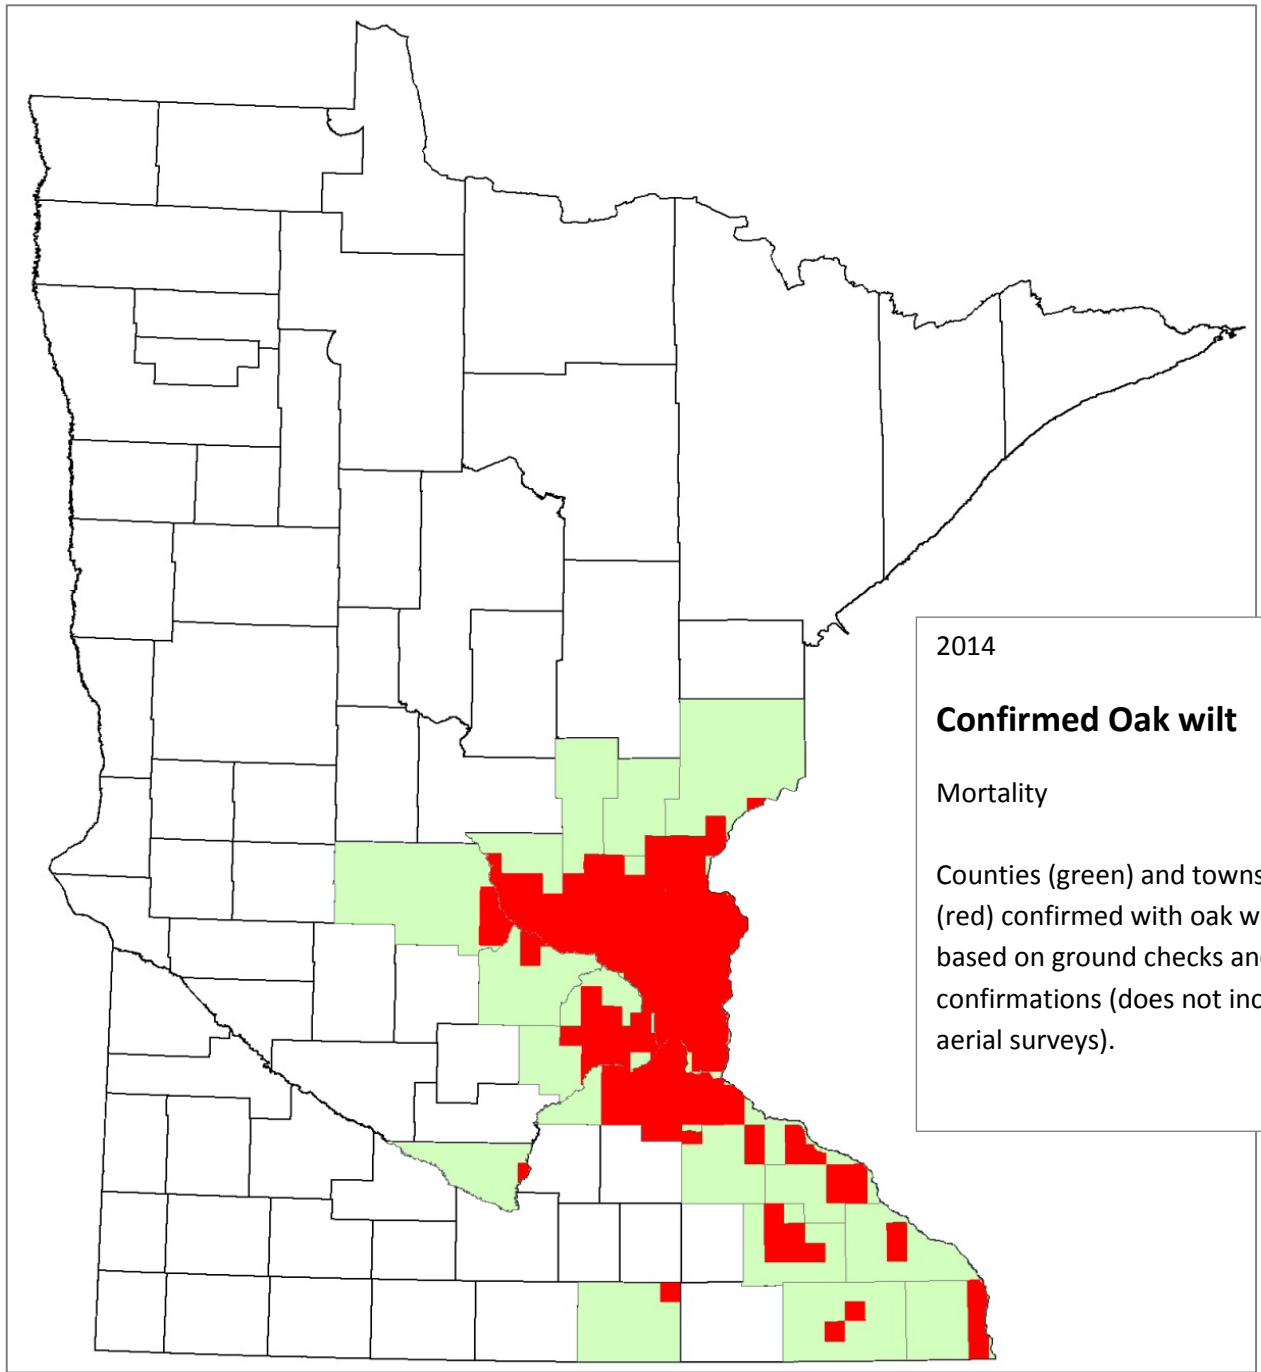 2014
Confirmed Oak wilt
Mortality
Counties (green) and towns
(red) confirmed with oak w
based on ground checks an
confirmations (does not inc
aerial surveys).